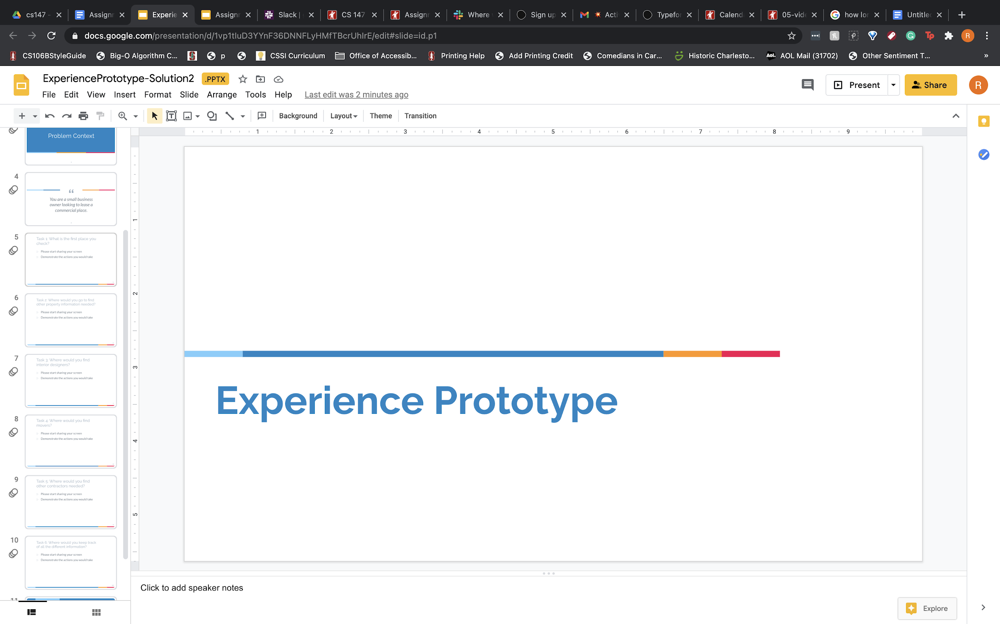 cs147 -
Assignn
Experie
Assignn
Slack |
CS 147
Assignn
Where
Sign up
Acti
Typefor
Calend
05-vide
how lor
Untitle
docs.google.com/presentation/d/1vp1tIuD3YYnF36DNNFLyHMfTBcrUhIrE/edit#slide=id.p1
CS106BStyleGuide
Big-O Algorithm C...
p
CSSI Curriculum
Office of Accessib...
Printing Help
Add Printing Credit
Comedians in Car...
Historic Charlesto...
Aol.
AOL Mail (31702)
Other Sentiment T...
»
ExperiencePrototype-Solution2
.PPTX
Present
Share
R
File Edit View Insert Format Slide Arrange Tools Help
Last edit was 2 minutes ago
Background
Layout
Theme
Transition
1 2 3 4 5 6 7 8 9
Problem Context
4
“
You are a small business
owner looking to lease a
commercial place.
5
Task 1: What is the first place you
check?
Please start sharing your screen
Demonstrate the actions you would take
6
Task 2: Where would you go to find
other property information needed?
Please start sharing your screen
Demonstrate the actions you would take
7
Task 3: Where would you find
interior designers?
Please start sharing your screen
Demonstrate the actions you would take
8
Task 4: Where would you find
movers?
Please start sharing your screen
Demonstrate the actions you would take
9
Task 5: Where would you find
other contractors needed?
Please start sharing your screen
Demonstrate the actions you would take
10
Task 6: Where would you keep track
of all the different information?
Please start sharing your screen
Demonstrate the actions you would take
11
1
2
3
4
5
Experience Prototype
Click to add speaker notes
Explore